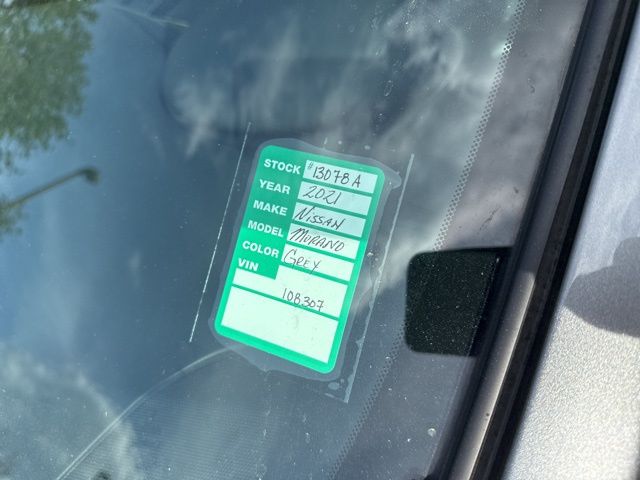 STOCK #13078A
YEAR 2021
MAKE NISSAN
MODEL MURANO
COLOR GREY
VIN
108,307